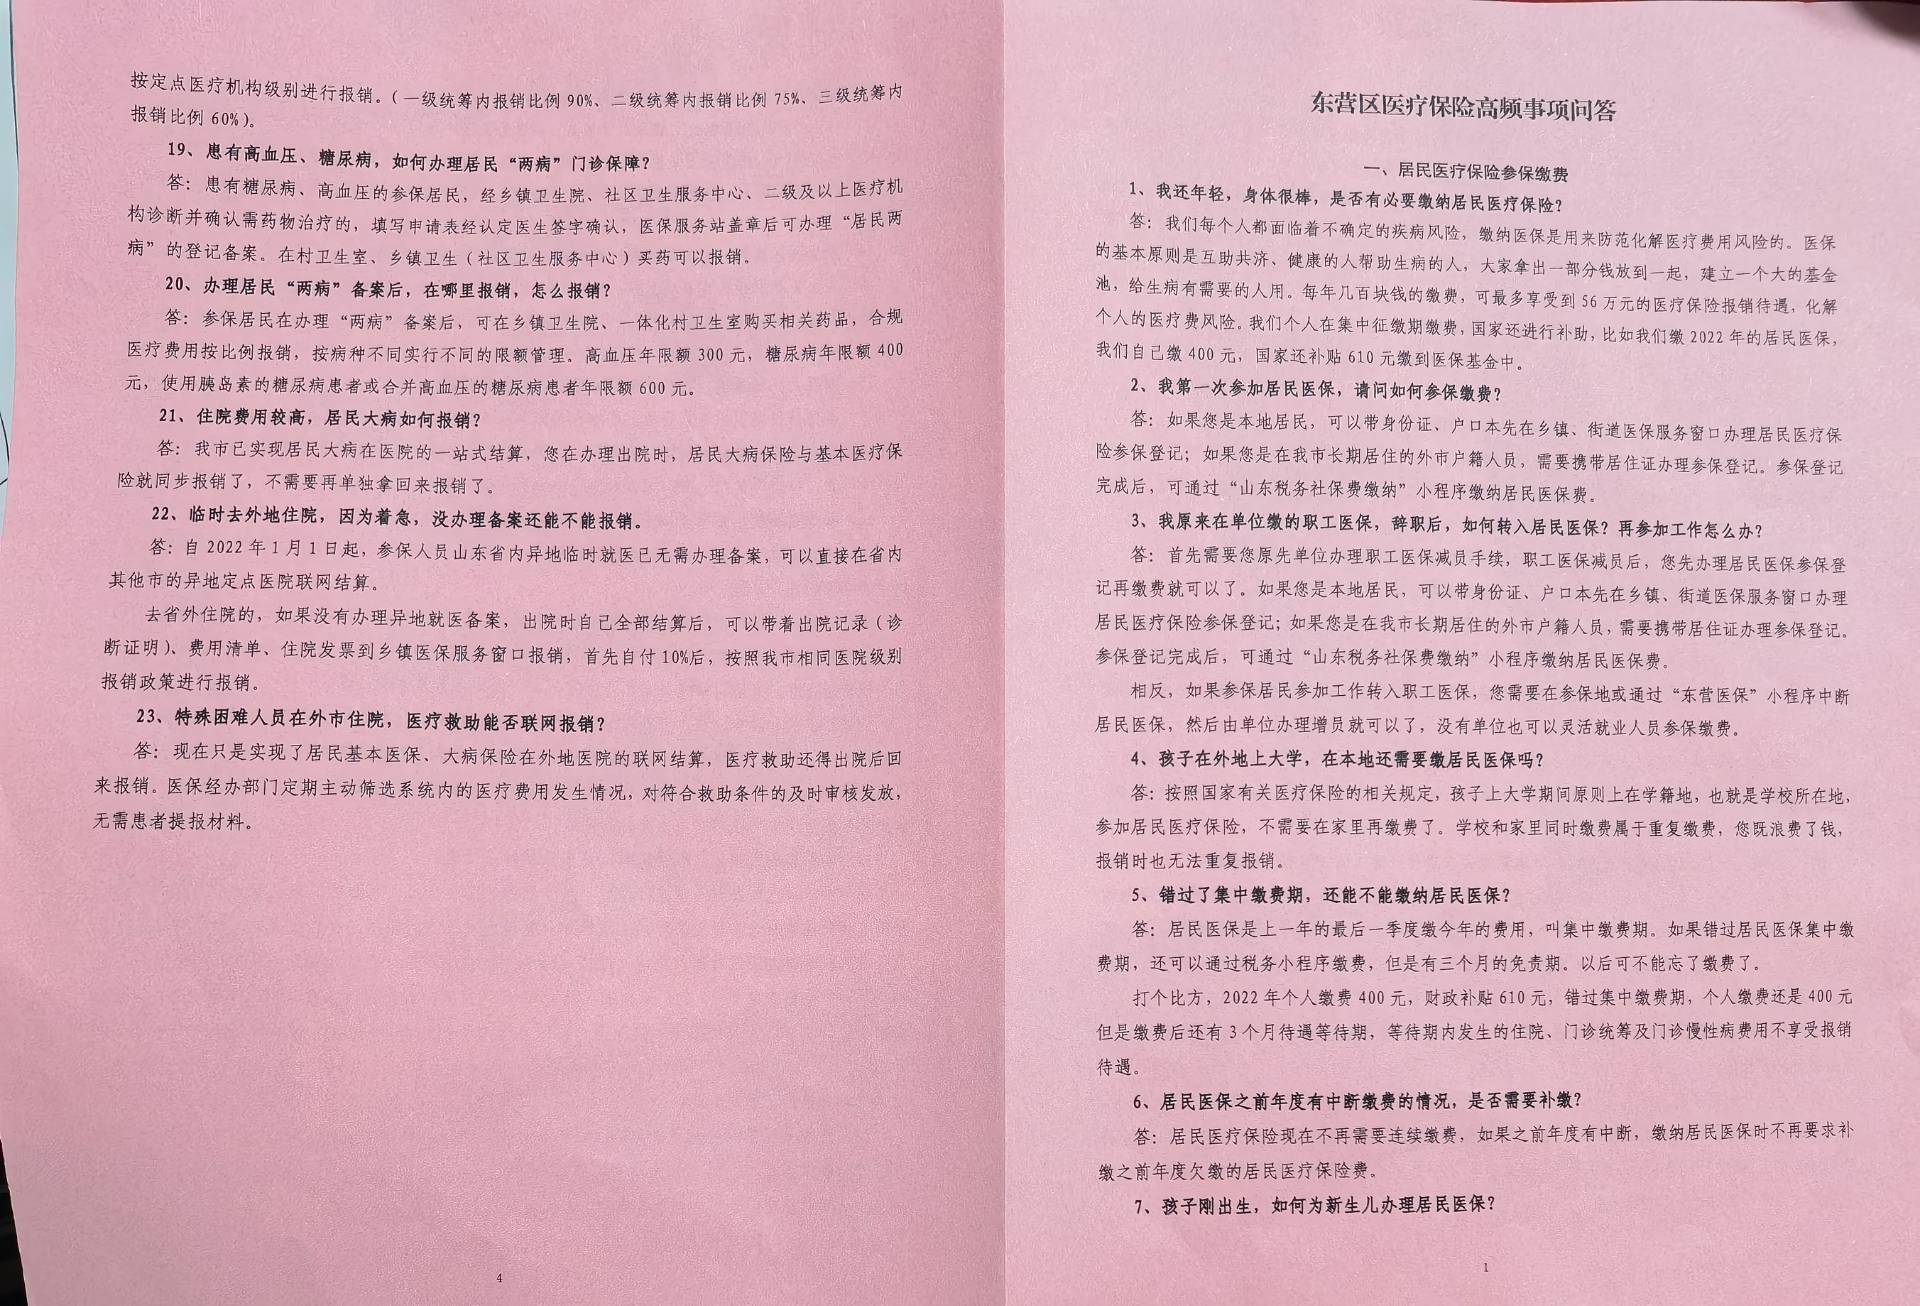 按定点医疗机构级别进行报销。(一级统筹内报销比例 90%、二级统筹内报销比例 75%、三级统筹内
报销比例 60%)。
19、患有高血压、糖尿病，如何办理居民“两病”门诊保障？
答：患有糖尿病、高血压的参保居民，经乡镇卫生院、社区卫生服务中心、二级及以上医疗机
构诊断并确认需药物治疗的，填写申请表经认定医生签字确认，医保服务站盖章后可办理“居民两
病”的登记备案。在村卫生室、乡镇卫生（社区卫生服务中心）买药可以报销。
20、办理居民“两病”备案后，在哪里报销，怎么报销？
答：参保居民在办理“两病”备案后，可在乡镇卫生院、一体化村卫生室购买相关药品，合规
医疗费用按比例报销，按病种不同实行不同的限额管理。高血压年限额 300 元，糖尿病年限额 400
元，使用胰岛素的糖尿病患者或合并高血压的糖尿病患者年限额 600 元。
21、住院费用较高，居民大病如何报销？
答：我市已实现居民大病在医院的一站式结算，您在办理出院时，居民大病保险与基本医疗保
险就同步报销了，不需要再单独拿回来报销了。
22、临时去外地住院，因为着急，没办理备案还能不能报销。
答：自 2022 年 1 月 1 日起，参保人员山东省内异地临时就医已无需办理备案，可以直接在省内
其他市的异地定点医院联网结算。
去省外住院的，如果没有办理异地就医备案，出院时自己全部结算后，可以带着出院记录（诊
断证明）、费用清单、住院发票到乡镇医保服务窗口报销，首先自付 10%后，按照我市相同医院级别
报销政策进行报销。
23、特殊困难人员在外市住院，医疗救助能否联网报销？
答：现在只是实现了居民基本医保、大病保险在外地医院的联网结算，医疗救助还得出院后回
来报销。医保经办部门定期主动筛选系统内的医疗费用发生情况，对符合救助条件的及时审核发放，
无需患者提报材料。
4
东营区医疗保险高频事项问答
一、居民医疗保险参保缴费
1、我还年轻，身体很棒，是否有必要缴纳居民医疗保险？
答：我们每个人都面临着不确定的疾病风险，缴纳医保是用来防范化解医疗费用风险的。医保
的基本原则是互助共济、健康的人帮助生病的人，大家拿出一部分钱放到一起，建立一个大的基金
池，给生病有需要的人用。每年几百块钱的缴费，可最多享受到 56 万元的医疗保险报销待遇，化解
个人的医疗费风险。我们个人在集中征缴期缴费，国家还进行补助，比如我们缴 2022 年的居民医保，
我们自己缴 400 元，国家还补贴 610 元缴到医保基金中。
2、我第一次参加居民医保，请问如何参保缴费？
答：如果您是本地居民，可以带身份证、户口本先在乡镇、街道医保服务窗口办理居民医疗保
险参保登记；如果您是在我市长期居住的外市户籍人员，需要携带居住证办理参保登记。参保登记
完成后，可通过“山东税务社保费缴纳”小程序缴纳居民医保费。
3、我原来在单位缴的职工医保，辞职后，如何转入居民医保？再参加工作怎么办？
答：首先需要您原先单位办理职工医保减员手续，职工医保减员后，您先办理居民医保参保登
记再缴费就可以了。如果您是本地居民，可以带身份证、户口本先在乡镇、街道医保服务窗口办理
居民医疗保险参保登记；如果您是在我市长期居住的外市户籍人员，需要携带居住证办理参保登记。
参保登记完成后，可通过“山东税务社保费缴纳”小程序缴纳居民医保费。
相反，如果参保居民参加工作转入职工医保，您需要在参保地或通过“东营医保”小程序中断
居民医保，然后由单位办理增员就可以了，没有单位也可以灵活就业人员参保缴费。
4、孩子在外地上大学，在本地还需要缴居民医保吗？
答：按照国家有关医疗保险的相关规定，孩子上大学期间原则上在学籍地，也就是学校所在地，
参加居民医疗保险，不需要在家里再缴费了。学校和家里同时缴费属于重复缴费，您既浪费了钱，
报销时也无法重复报销。
5、错过了集中缴费期，还能不能缴纳居民医保？
答：居民医保是上一年的最后一季度缴今年的费用，叫集中缴费期。如果错过居民医保集中缴
费期，还可以通过税务小程序缴费，但是有三个月的免责期。以后可不能忘了缴费了。
打个比方，2022 年个人缴费 400 元，财政补贴 610 元，错过集中缴费期，个人缴费还是 400 元
但是缴费后还有 3 个月待遇等待期，等待期内发生的住院、门诊统筹及门诊慢性病费用不享受报销
待遇。
6、居民医保之前年度有中断缴费的情况，是否需要补缴？
答：居民医疗保险现在不再需要连续缴费，如果之前年度有中断，缴纳居民医保时不再要求补
缴之前年度欠缴的居民医疗保险费。
7、孩子刚出生，如何为新生儿办理居民医保？
1